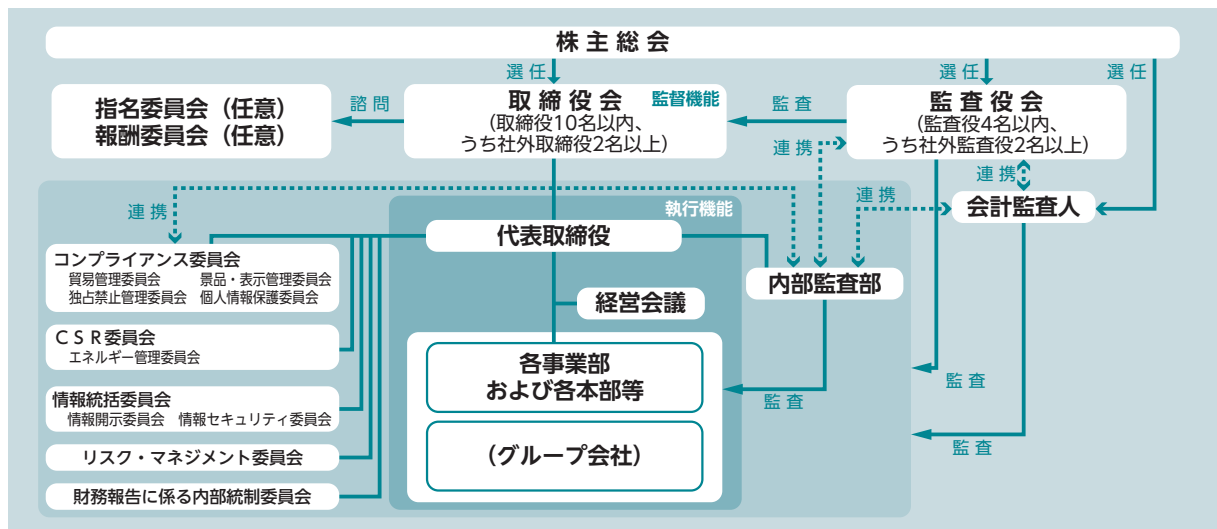 株主総会
選任
選任
選任
指名委員会（任意）
報酬委員会（任意）
諮問
取締役会
監督機能
（取締役10名以内、
うち社外取締役2名以上）
監査
監査役会
（監査役4名以内、
うち社外監査役2名以上）
連携
連携
連携
連携
会計監査人
執行機能
代表取締役
コンプライアンス委員会
貿易管理委員会　景品・表示管理委員会
独占禁止管理委員会　個人情報保護委員会
内部監査部
経営会議
ＣＳＲ委員会
エネルギー管理委員会
各事業部
および各本部等
監査
監査
監査
情報統括委員会
情報開示委員会　情報セキュリティ委員会
リスク・マネジメント委員会
（グループ会社）
財務報告に係る内部統制委員会